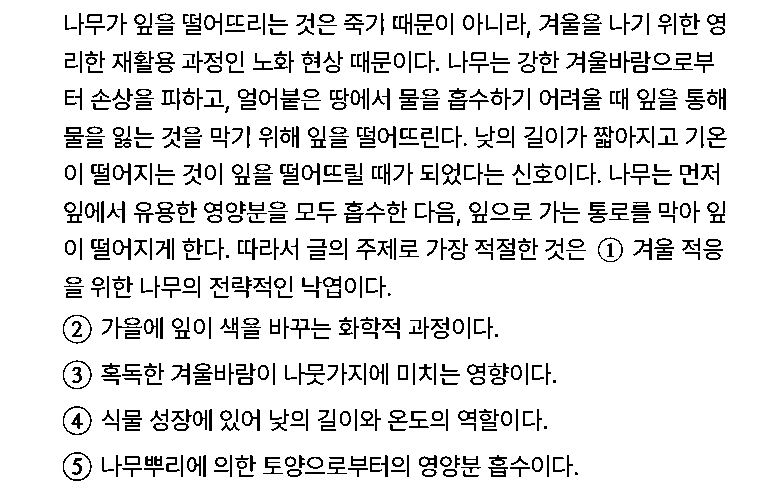 나무가 잎을 떨어뜨리는 것은 죽기 때문이 아니라, 겨울을 나기 위한 영
리한 재활용 과정인 노화 현상 때문이다. 나무는 강한 겨울바람으로부
터 손상을 피하고, 얼어붙은 땅에서 물을 흡수하기 어려울 때 잎을 통해
물을 잃는 것을 막기 위해 잎을 떨어뜨린다. 낮의 길이가 짧아지고 기온
이 떨어지는 것이 잎을 떨어뜨릴 때가 되었다는 신호이다. 나무는 먼저
잎에서 유용한 영양분을 모두 흡수한 다음, 잎으로 가는 통로를 막아 잎
이 떨어지게 한다. 따라서 글의 주제로 가장 적절한 것은 ① 겨울 적응
을 위한 나무의 전략적인 낙엽이다.
② 가을에 잎이 색을 바꾸는 화학적 과정이다.
③ 혹독한 겨울바람이 나뭇가지에 미치는 영향이다.
④ 식물 성장에 있어 낮의 길이와 온도의 역할이다.
⑤ 나무뿌리에 의한 토양으로부터의 영양분 흡수이다.